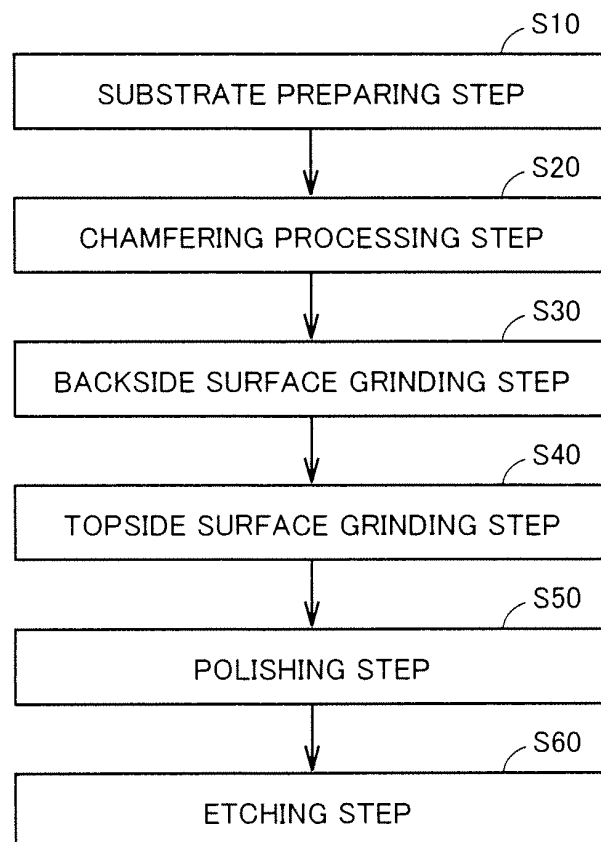 S10
SUBSTRATE PREPARING STEP
S20
CHAMFERING PROCESSING STEP
S30
BACKSIDE SURFACE GRINDING STEP
S40
TOPSIDE SURFACE GRINDING STEP
S50
POLISHING STEP
S60
ETCHING STEP